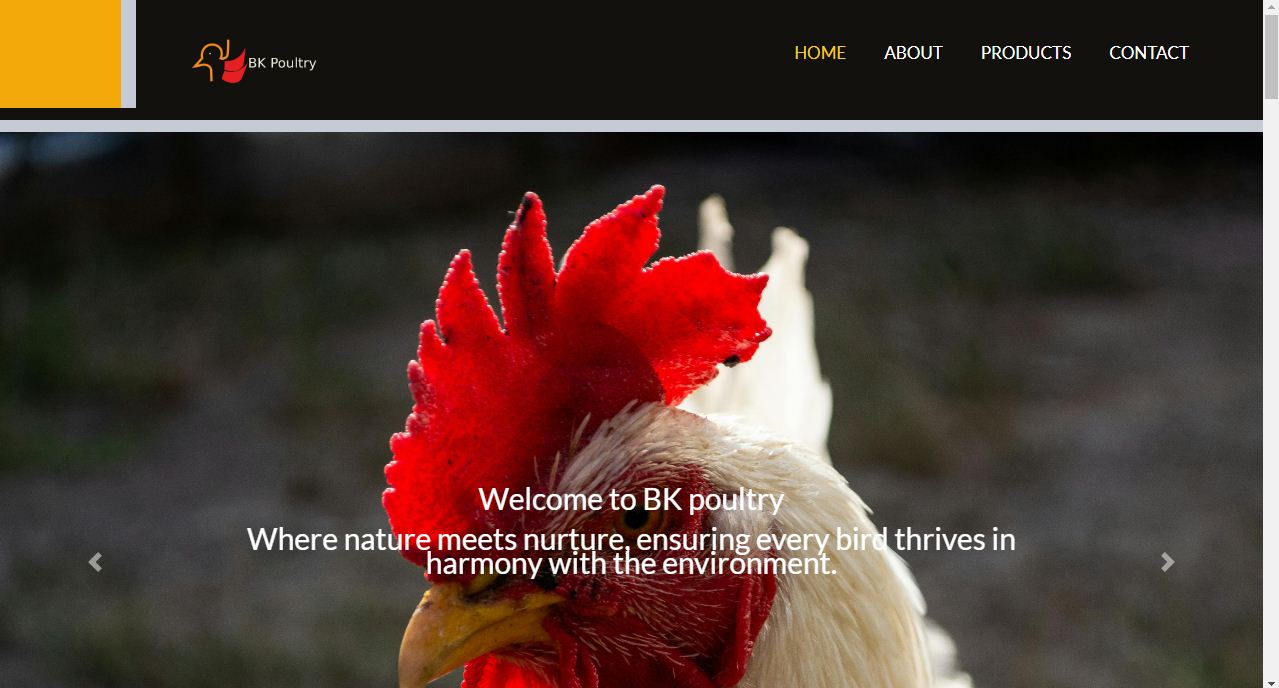 BK Poultry
HOME ABOUT PRODUCTS CONTACT
Welcome to BK poultry
Where nature meets nurture, ensuring every bird thrives in
harmony with the environment.